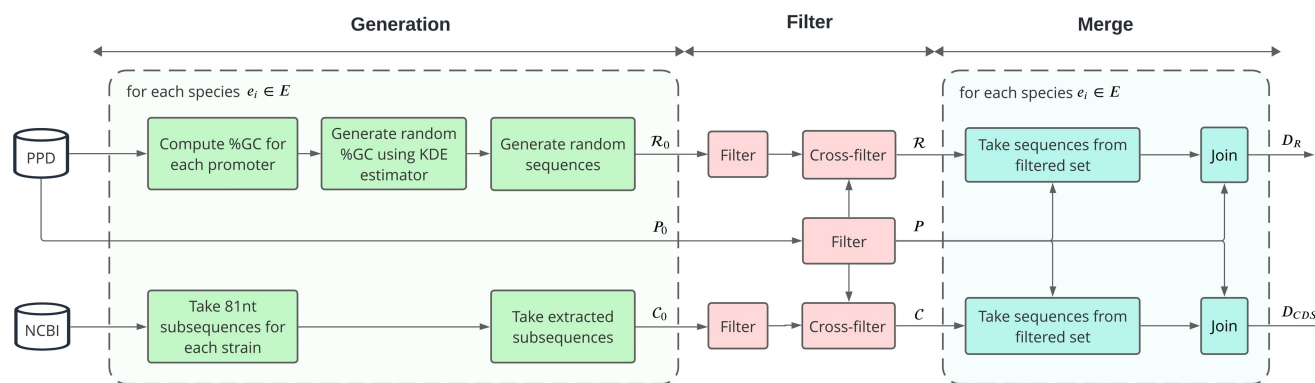 Generation
Filter
Merge
for each species e_i ∈ E
for each species e_i ∈ E
PPD
Compute %GC for
each promoter
Generate random
%GC using KDE
estimator
Generate random
sequences
ℛ₀
Filter
Cross-filter
ℛ
Take sequences from
filtered set
Join
D_R
P₀
Filter
P
NCBI
Take 81nt
subsequences for
each strain
Take extracted
subsequences
𝒞₀
Filter
Cross-filter
𝒞
Take sequences from
filtered set
Join
D_CDS